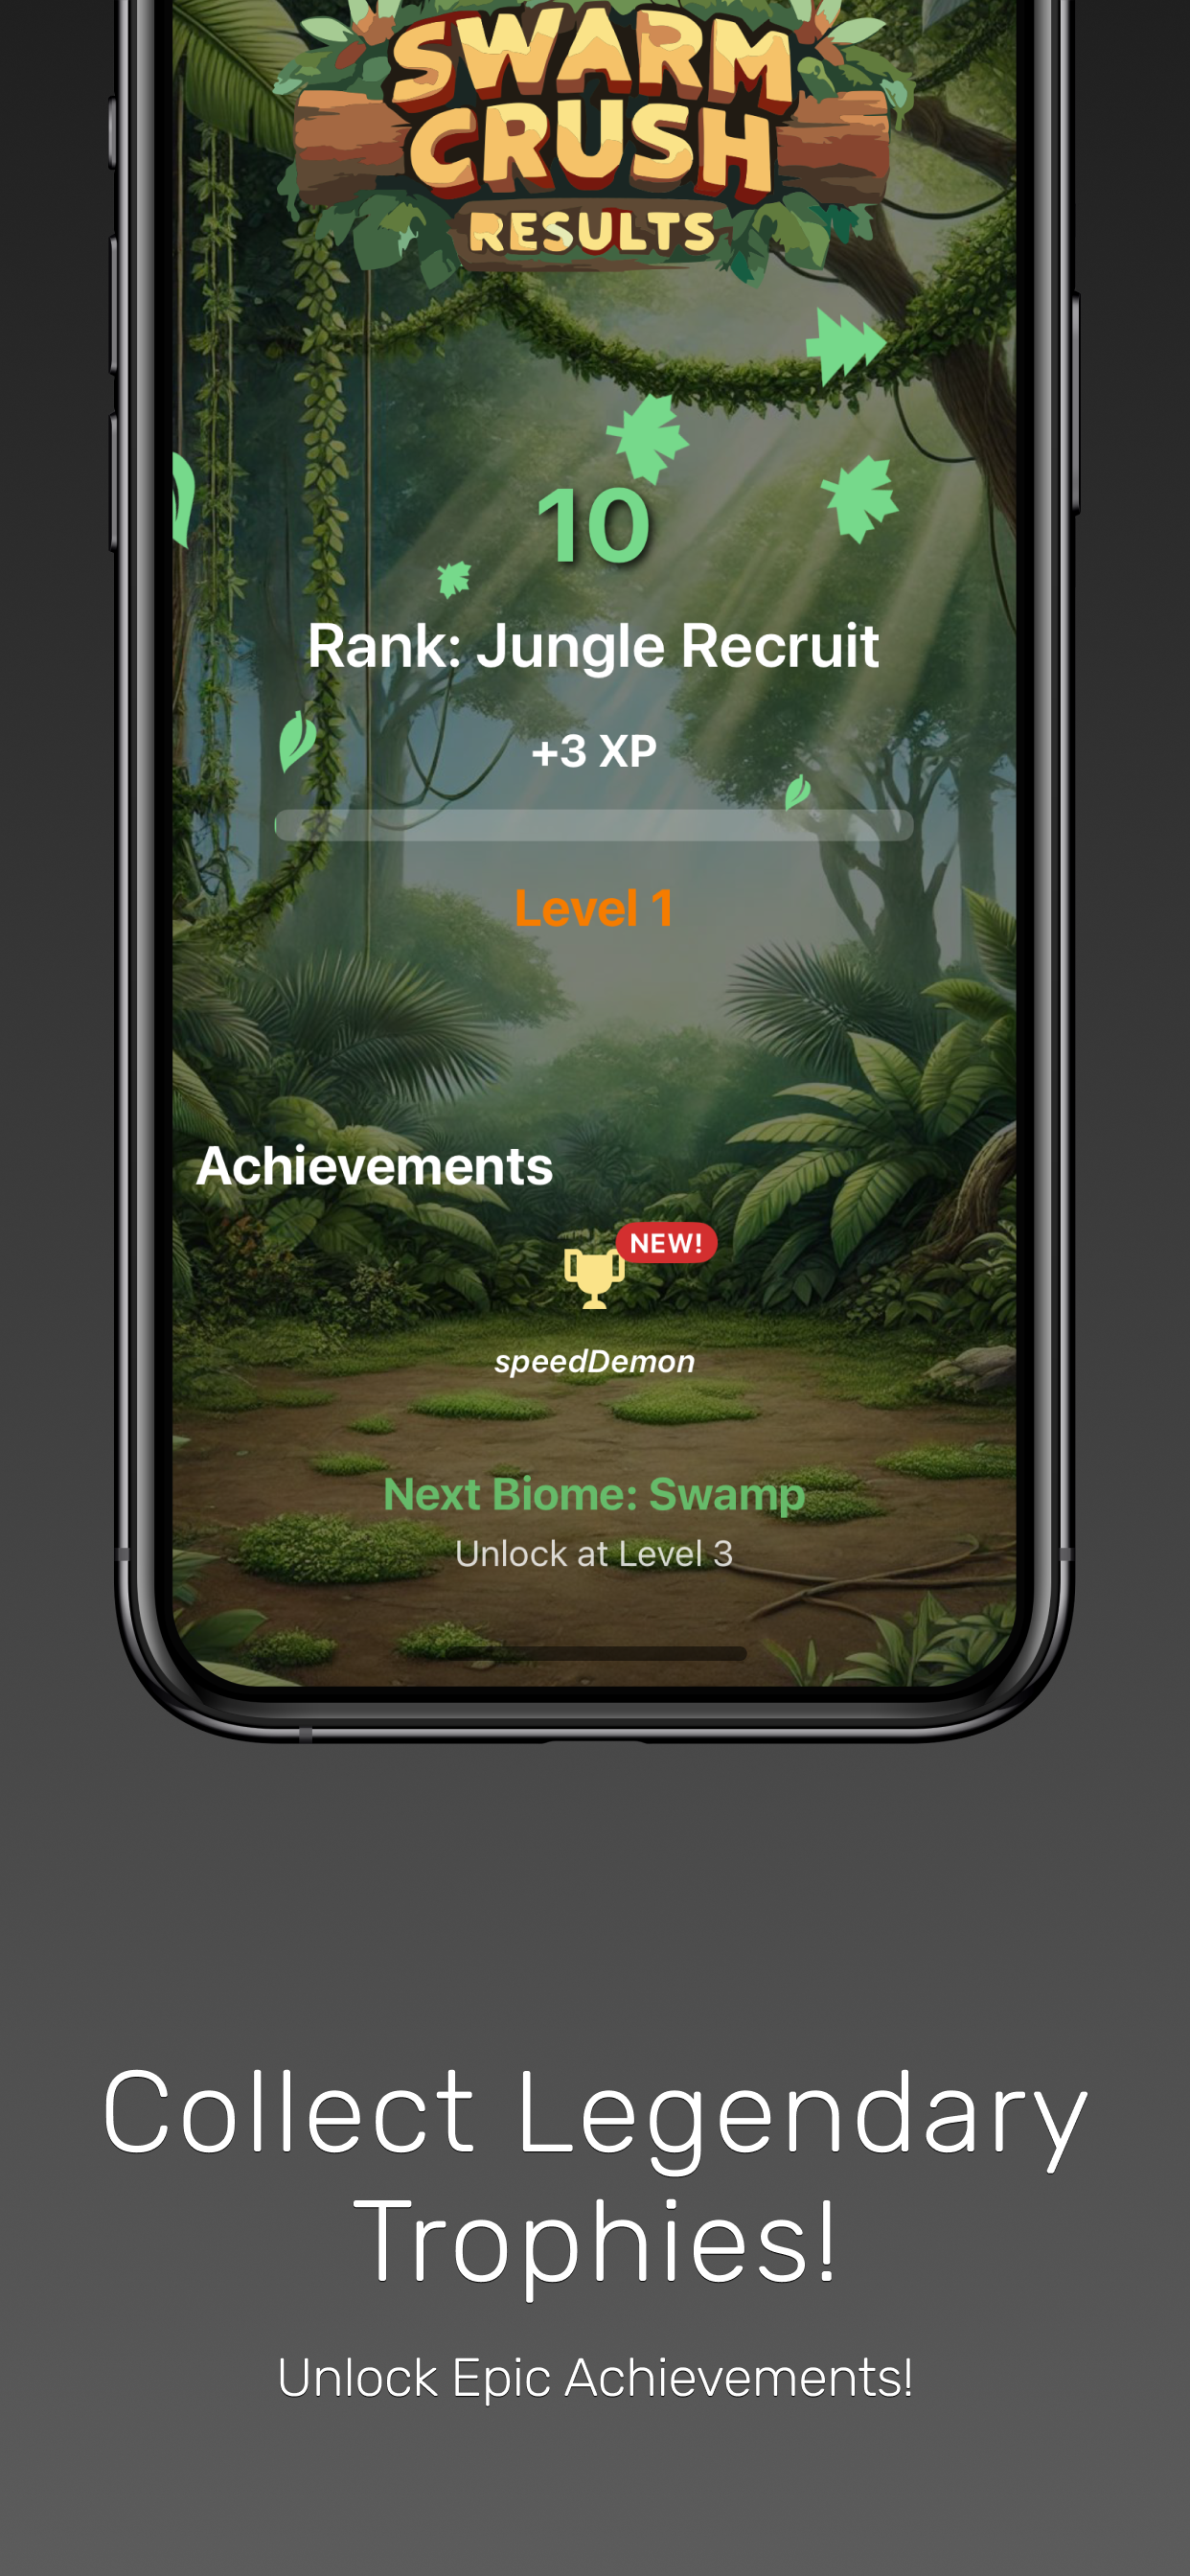 SWARM
CRUSH
RESULTS
10
Rank: Jungle Recruit
+3 XP
Level 1
Achievements
NEW!
speedDemon
Next Biome: Swamp
Unlock at Level 3
Collect Legendary
Trophies!
Unlock Epic Achievements!